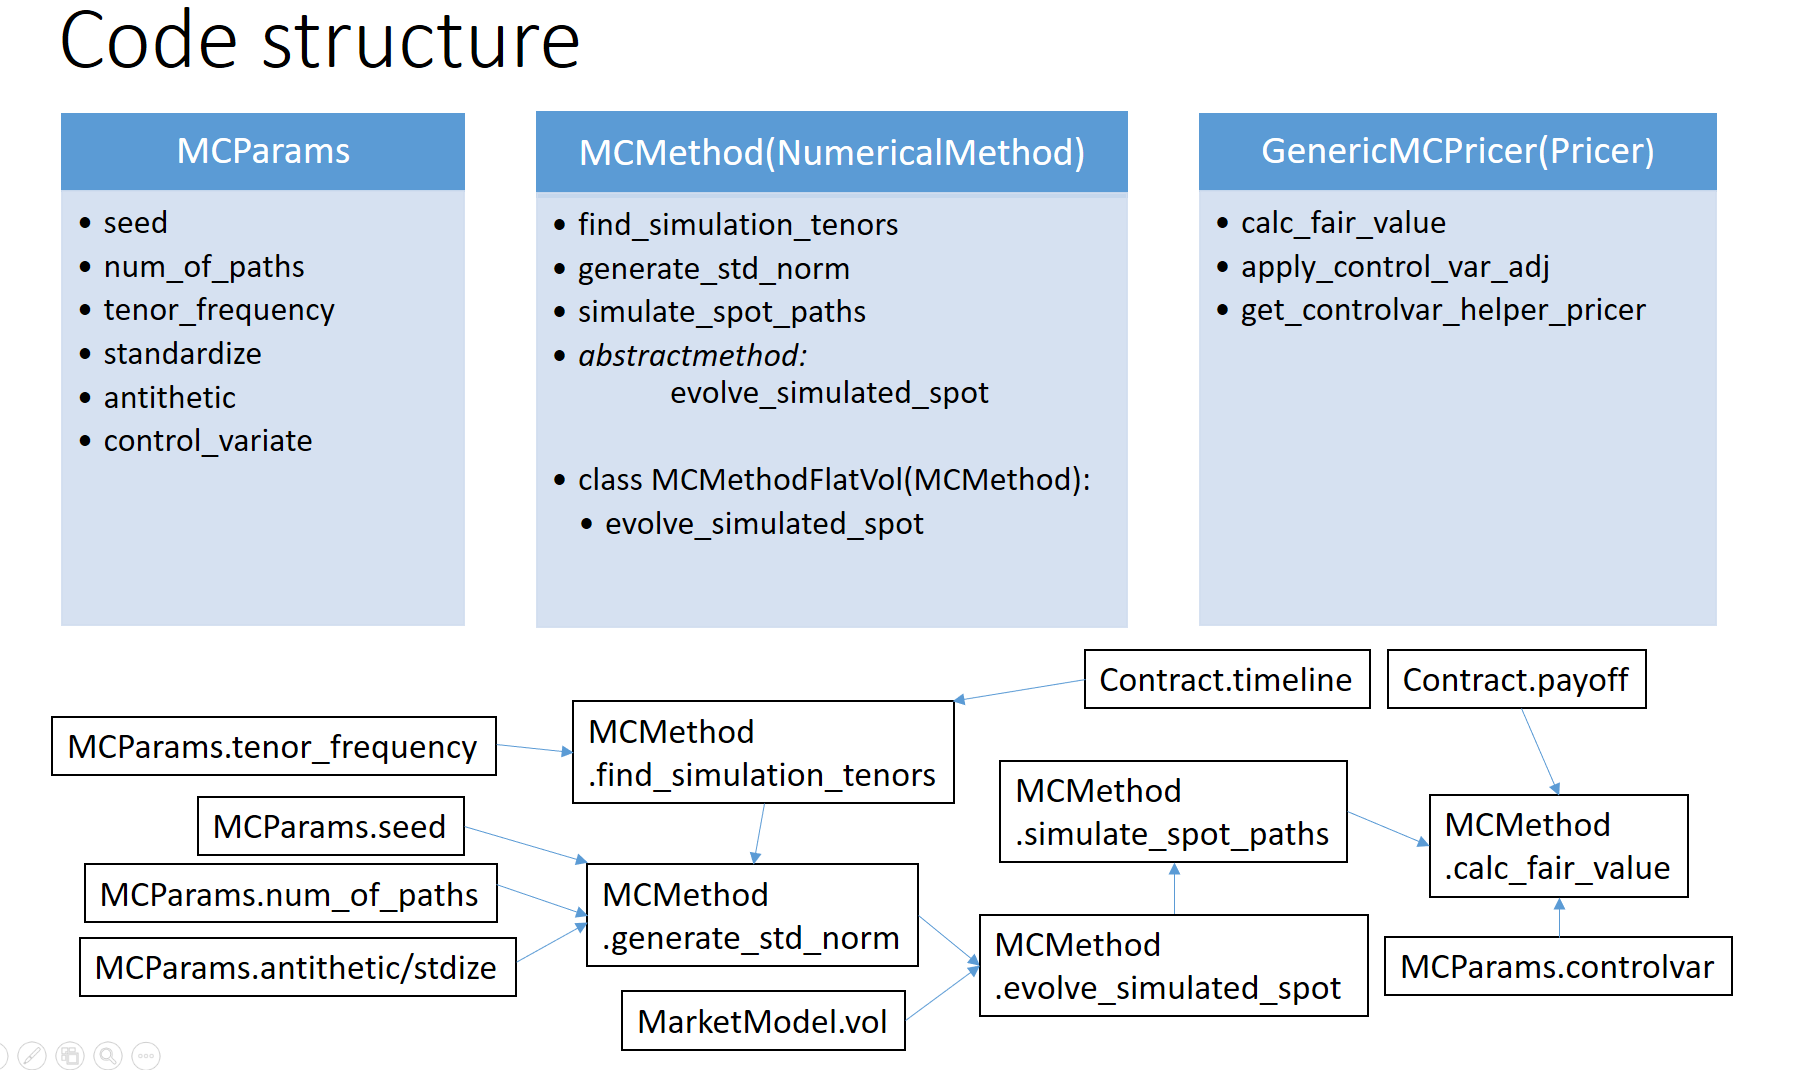 Code structure
MCParams
• seed
• num_of_paths
• tenor_frequency
• standardize
• antithetic
• control_variate
MCMethod(NumericalMethod)
• find_simulation_tenors
• generate_std_norm
• simulate_spot_paths
• abstractmethod:
evolve_simulated_spot
• class MCMethodFlatVol(MCMethod):
• evolve_simulated_spot
GenericMCPricer(Pricer)
• calc_fair_value
• apply_control_var_adj
• get_controlvar_helper_pricer
Contract.timeline
Contract.payoff
MCParams.tenor_frequency
MCMethod
.find_simulation_tenors
MCParams.seed
MCParams.num_of_paths
MCParams.antithetic/stdize
MCMethod
.generate_std_norm
MarketModel.vol
MCMethod
.simulate_spot_paths
MCMethod
.evolve_simulated_spot
MCMethod
.calc_fair_value
MCParams.controlvar